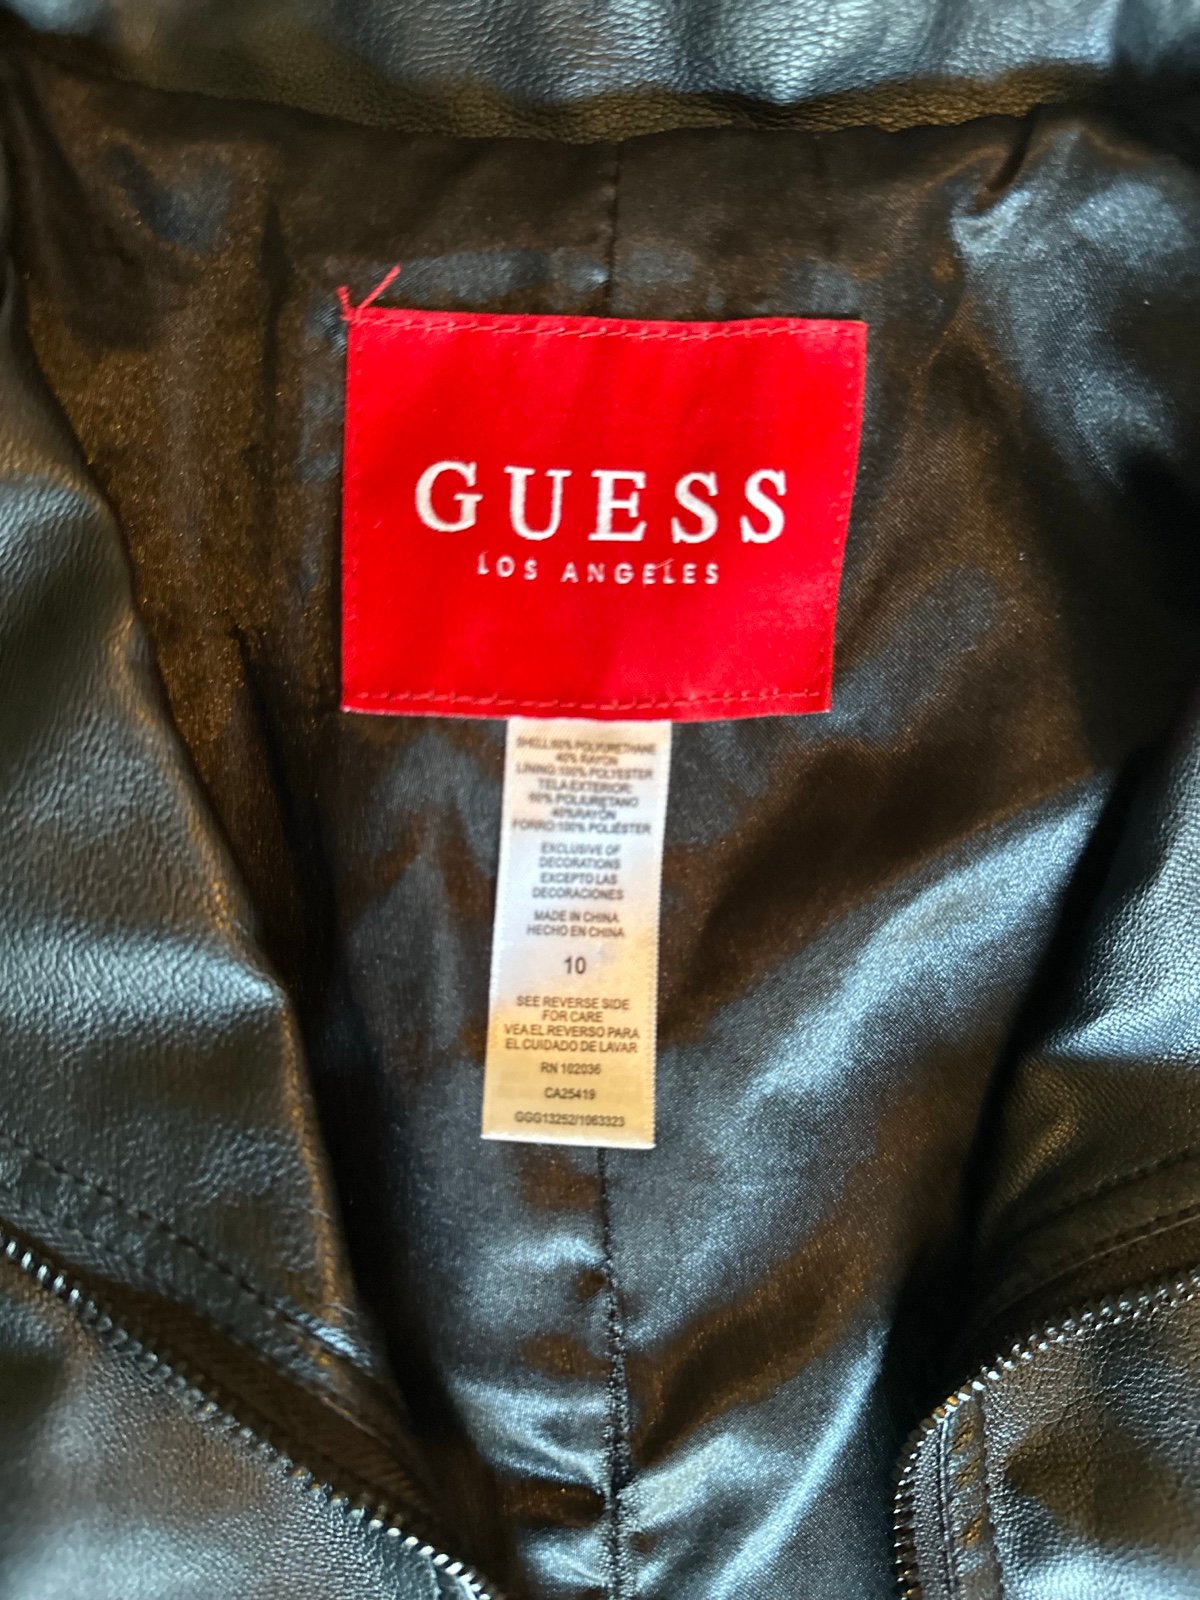 GUESS
LOS ANGELES
SHELL:60% POLYURETHANE
40% RAYON
LINING:100% POLYESTER
TELA EXTERIOR:
60% POLIURETANO
40%RAYÓN
FORRO:100% POLIÉSTER
EXCLUSIVE OF
DECORATIONS
EXCEPTO LAS
DECORACIONES
MADE IN CHINA
HECHO EN CHINA
10
SEE REVERSE SIDE
FOR CARE
VEA EL REVERSO PARA
EL CUIDADO DE LAVAR
RN 102036
CA25419
GGG13252/1063323